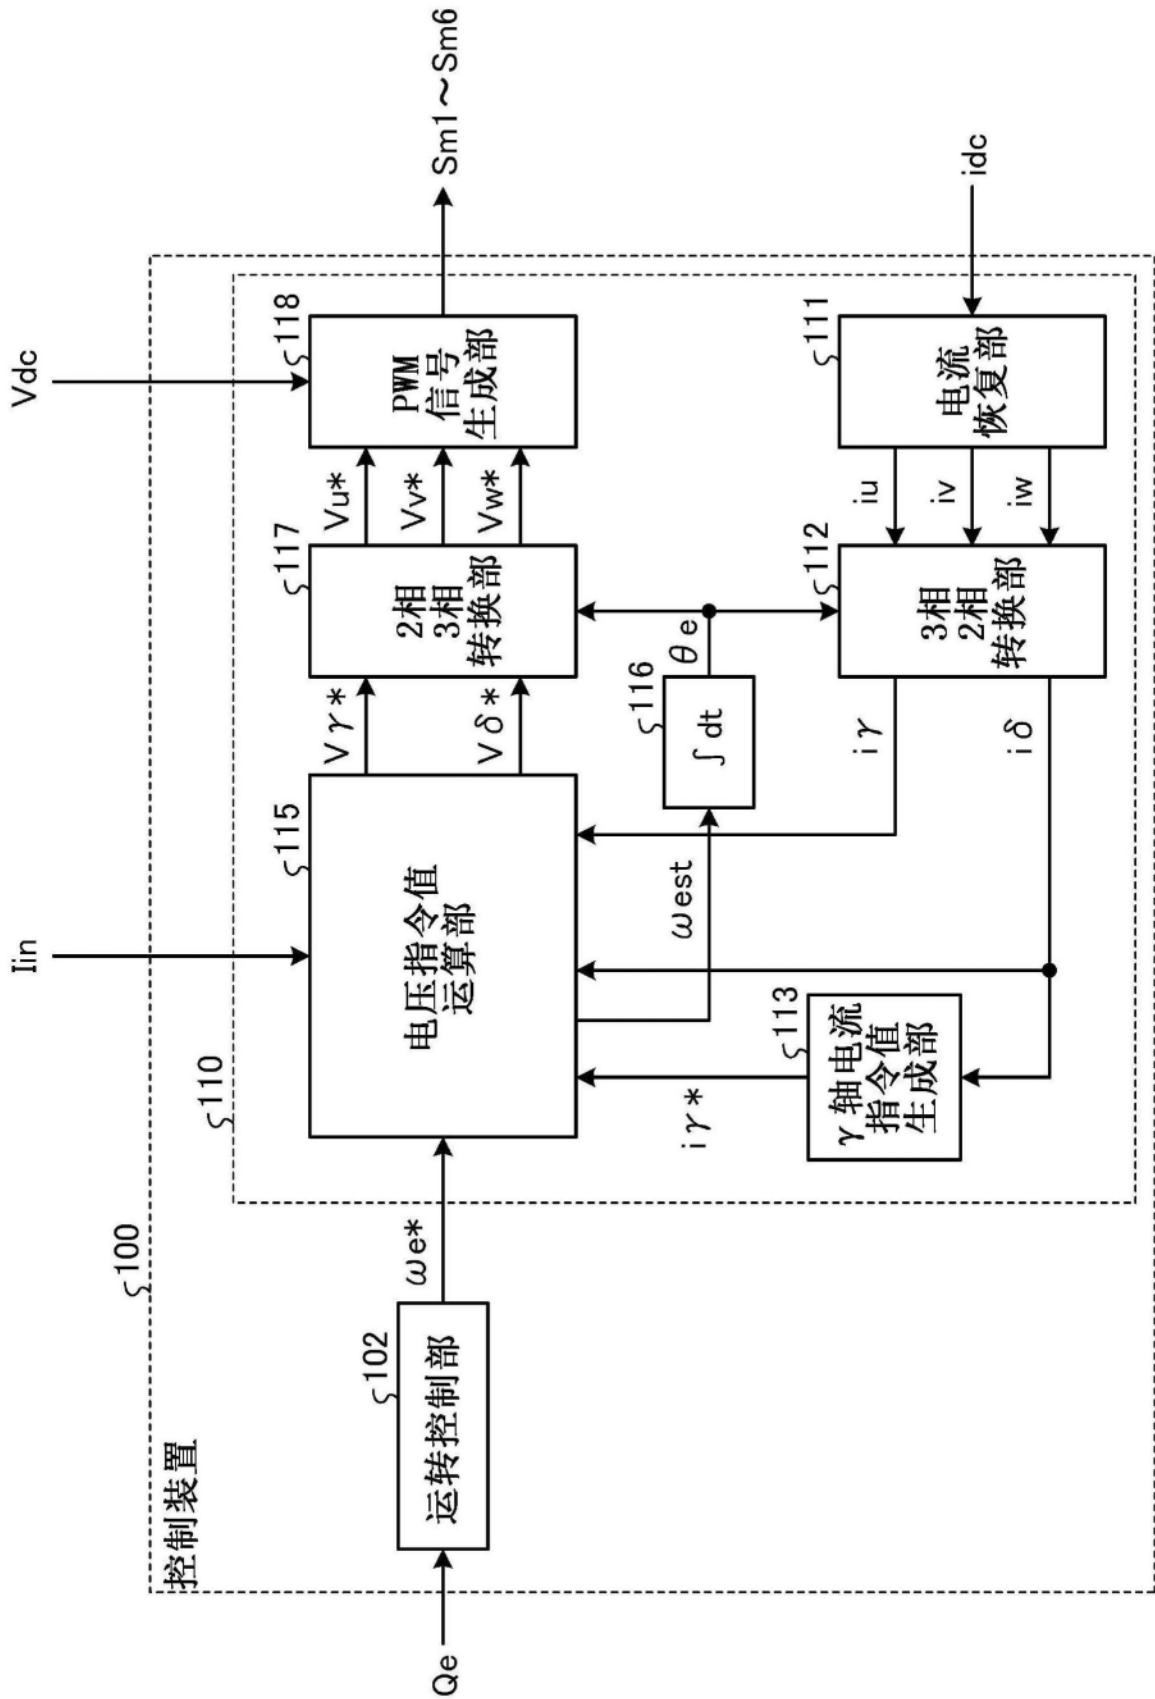 控制装置
100
110
Iin
Vdc
Qe
102
运转控制部
ωe*
115
电压指令值
运算部
Vγ*
Vδ*
117
2相
3相
转换部
Vu*
Vv*
Vw*
118
PWM
信号
生成部
Sm1~Sm6
ωest
116
∫dt
θe
iγ*
113
γ轴电流
指令值
生成部
iγ
iδ
112
3相
2相
转换部
iu
iv
iw
111
电流
恢复部
idc